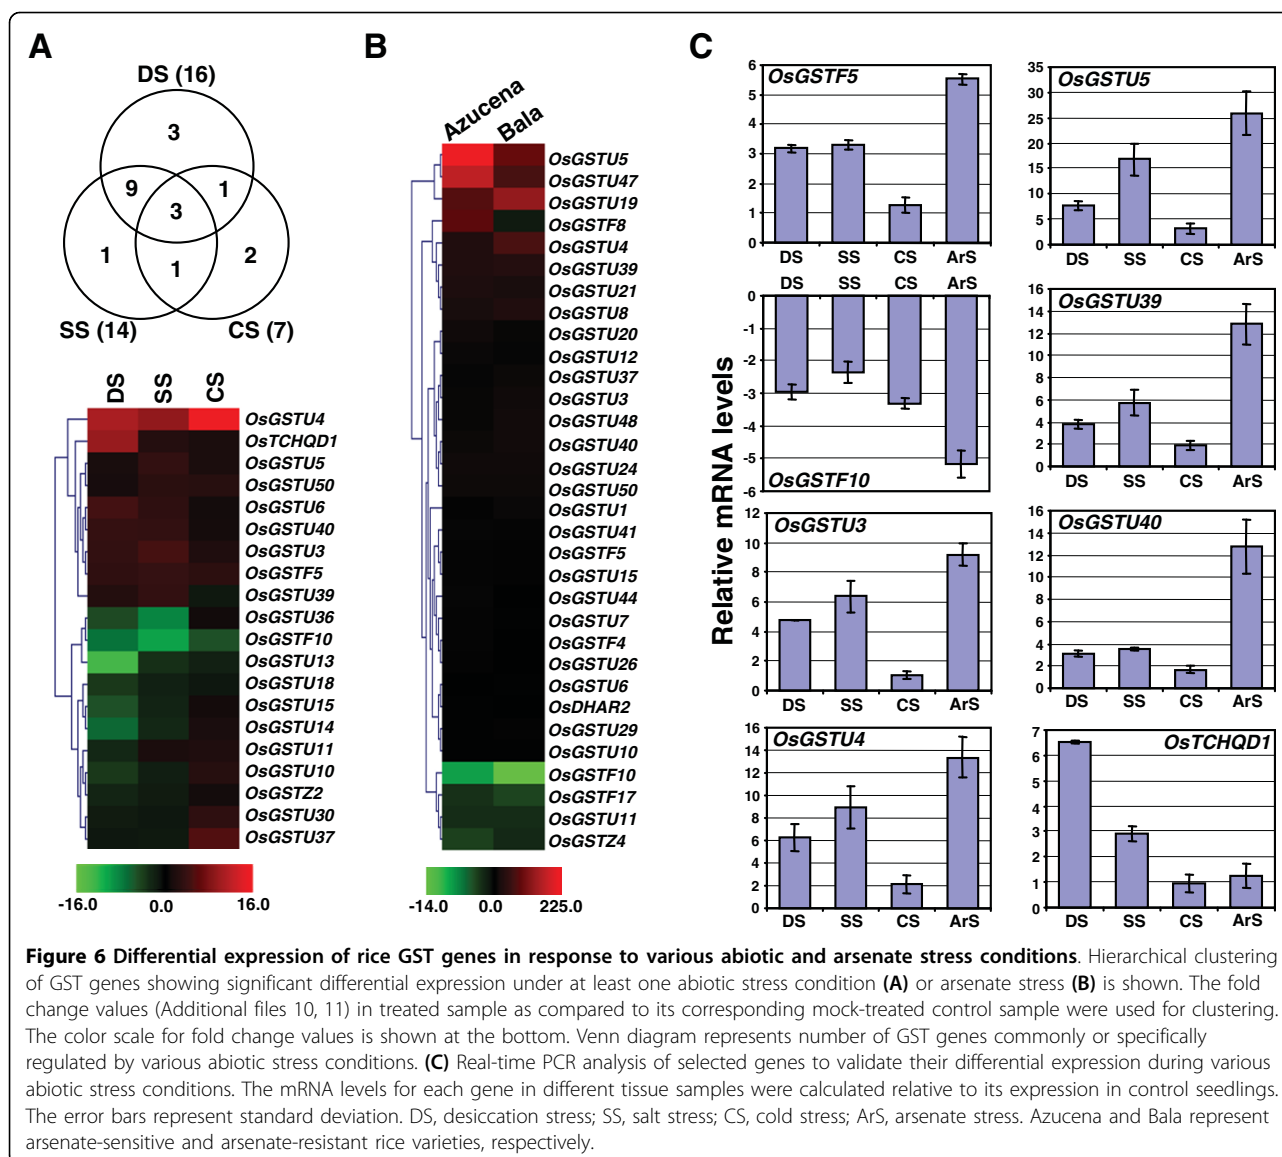 A
DS (16)
3
9
1
3
1
1
2
SS (14)
CS (7)
DS
SS
CS
OsGSTU4
OsTCHQD1
OsGSTU5
OsGSTU50
OsGSTU6
OsGSTU40
OsGSTU3
OsGSTF5
OsGSTU39
OsGSTU36
OsGSTF10
OsGSTU13
OsGSTU18
OsGSTU15
OsGSTU14
OsGSTU11
OsGSTU10
OsGSTZ2
OsGSTU30
OsGSTU37
-16.0
0.0
16.0
B
Azucena
Bala
OsGSTU5
OsGSTU47
OsGSTU19
OsGSTF8
OsGSTU4
OsGSTU39
OsGSTU21
OsGSTU8
OsGSTU20
OsGSTU12
OsGSTU37
OsGSTU3
OsGSTU48
OsGSTU40
OsGSTU24
OsGSTU50
OsGSTU1
OsGSTU41
OsGSTF5
OsGSTU15
OsGSTU44
OsGSTU7
OsGSTF4
OsGSTU26
OsGSTU6
OsDHAR2
OsGSTU29
OsGSTU10
OsGSTF10
OsGSTF17
OsGSTU11
OsGSTZ4
-14.0
0.0
225.0
C
Relative mRNA levels
OsGSTF5
6
5
4
3
2
1
0
DS SS CS ArS
OsGSTU5
35
30
25
20
15
10
5
0
DS SS CS ArS
DS SS CS ArS
0
-1
-2
-3
-4
-5
-6
OsGSTF10
OsGSTU39
16
14
12
10
8
6
4
2
0
DS SS CS ArS
OsGSTU3
12
10
8
6
4
2
0
DS SS CS ArS
OsGSTU40
16
14
12
10
8
6
4
2
0
DS SS CS ArS
OsGSTU4
16
14
12
10
8
6
4
2
0
DS SS CS ArS
OsTCHQD1
7
6
5
4
3
2
1
0
DS SS CS ArS
Figure 6 Differential expression of rice GST genes in response to various abiotic and arsenate stress conditions. Hierarchical clustering
of GST genes showing significant differential expression under at least one abiotic stress condition (A) or arsenate stress (B) is shown. The fold
change values (Additional files 10, 11) in treated sample as compared to its corresponding mock-treated control sample were used for clustering.
The color scale for fold change values is shown at the bottom. Venn diagram represents number of GST genes commonly or specifically
regulated by various abiotic stress conditions. (C) Real-time PCR analysis of selected genes to validate their differential expression during various
abiotic stress conditions. The mRNA levels for each gene in different tissue samples were calculated relative to its expression in control seedlings.
The error bars represent standard deviation. DS, desiccation stress; SS, salt stress; CS, cold stress; ArS, arsenate stress. Azucena and Bala represent
arsenate-sensitive and arsenate-resistant rice varieties, respectively.